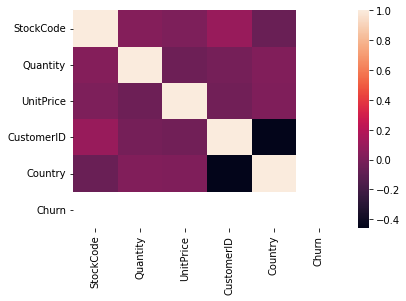 StockCode
Quantity
UnitPrice
CustomerID
Country
Churn
StockCode
Quantity
UnitPrice
CustomerID
Country
Churn
1.0
0.8
0.6
0.4
0.2
0.0
−0.2
−0.4